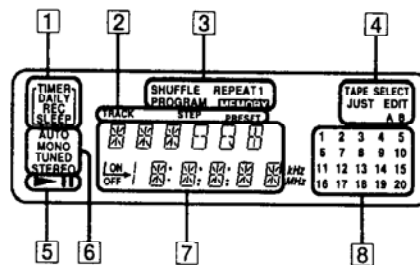 1
2
3
4
TIMER
DAILY
REC
SLEEP
SHUFFLE REPEAT 1
PROGRAM MEMORY
TAPE SELECT
JUST EDIT
A B
TRACK STEP PRESET
AUTO
MONO
TUNED
STEREO
ON
OFF
kHz
MHz
1 2 3 4 5
6 7 8 9 10
11 12 13 14 15
16 17 18 19 20
5
6
7
8